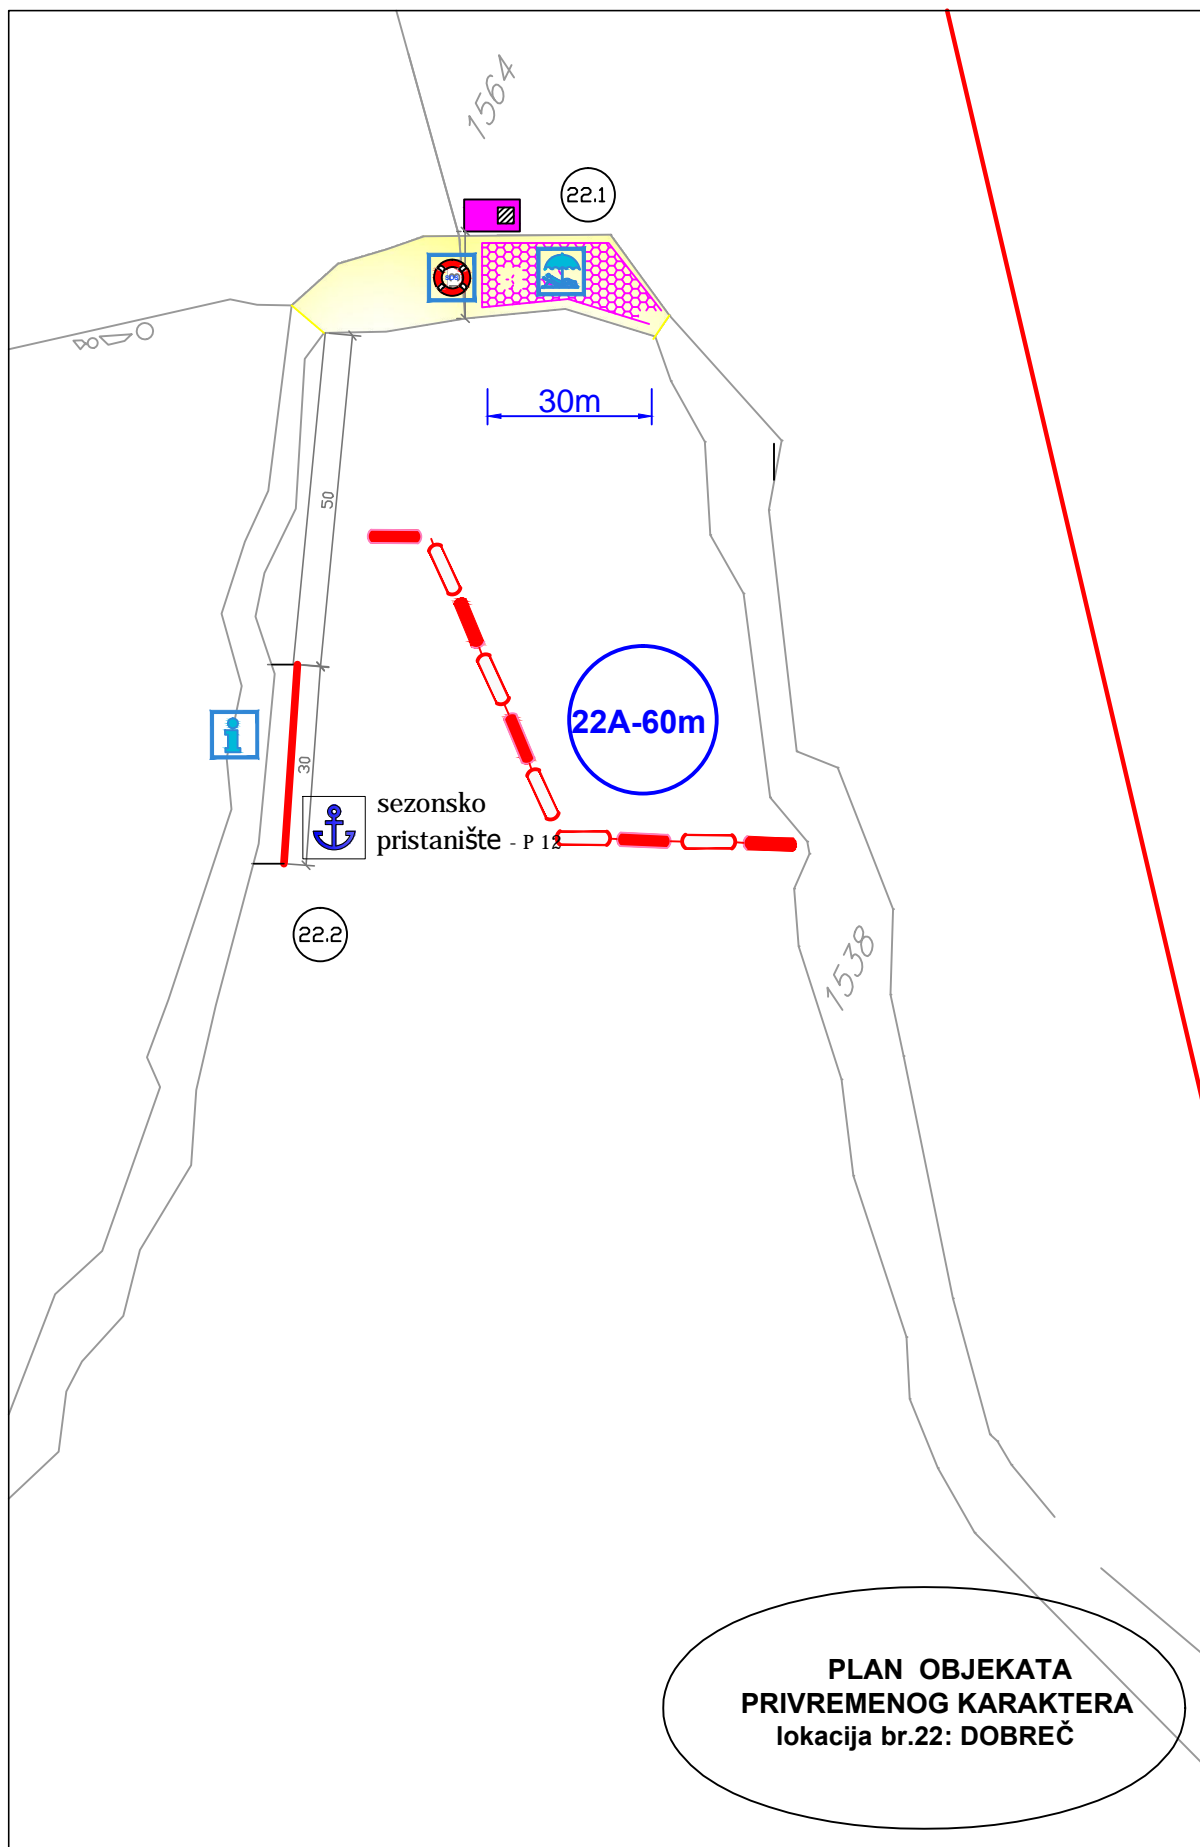 1564
22.1
30m
50
22A-60m
30
sezonsko
pristanište - P 12
22.2
1538
PLAN OBJEKATA
PRIVREMENOG KARAKTERA
lokacija br.22: DOBREČ